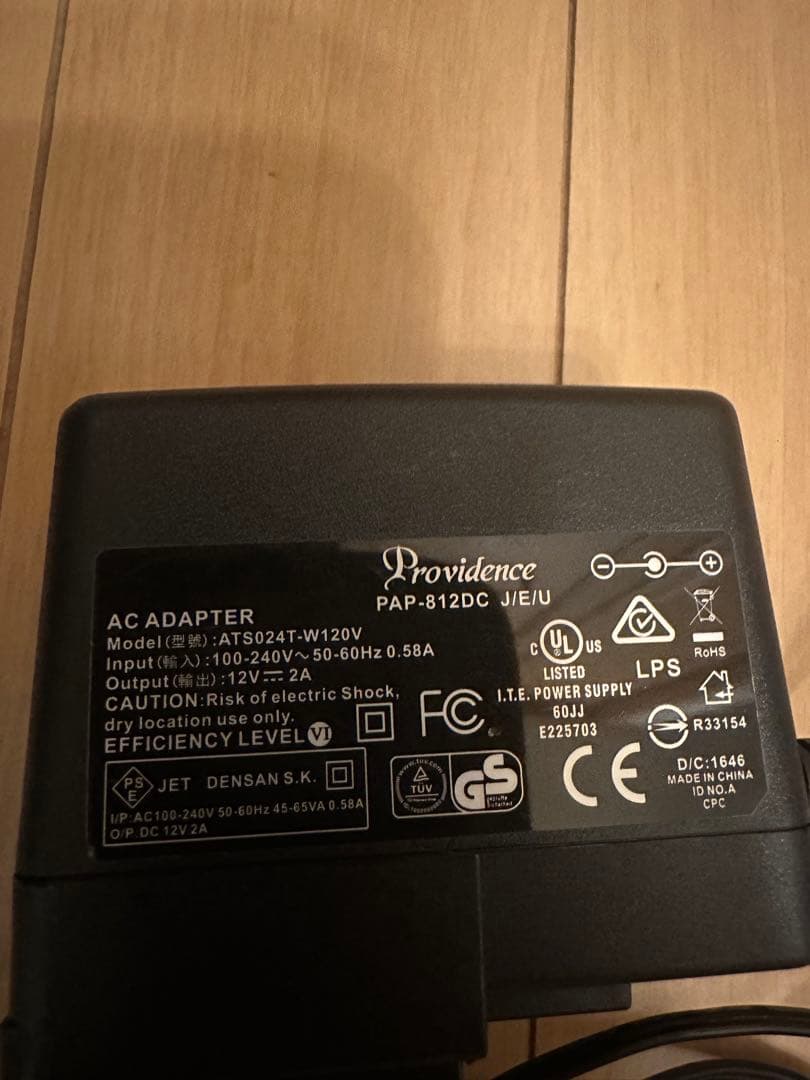 Providence
PAP-812DC J/E/U
AC ADAPTER
Model(型號):ATS024T-W120V
Input(輸入):100-240V～50-60Hz 0.58A
Output(輸出):12V⎓2A
CAUTION:Risk of electric Shock,
dry location use only.
EFFICIENCY LEVEL VI
PS
E
JET DENSAN S.K.
I/P:AC100-240V 50-60Hz 45-65VA 0.58A
O/P.DC 12V 2A
FC
TÜV
GS
C UL US
LISTED
I.T.E. POWER SUPPLY
60JJ
E225703
LPS
RoHS
R33154
CE
D/C:1646
MADE IN CHINA
ID NO.A
CPC